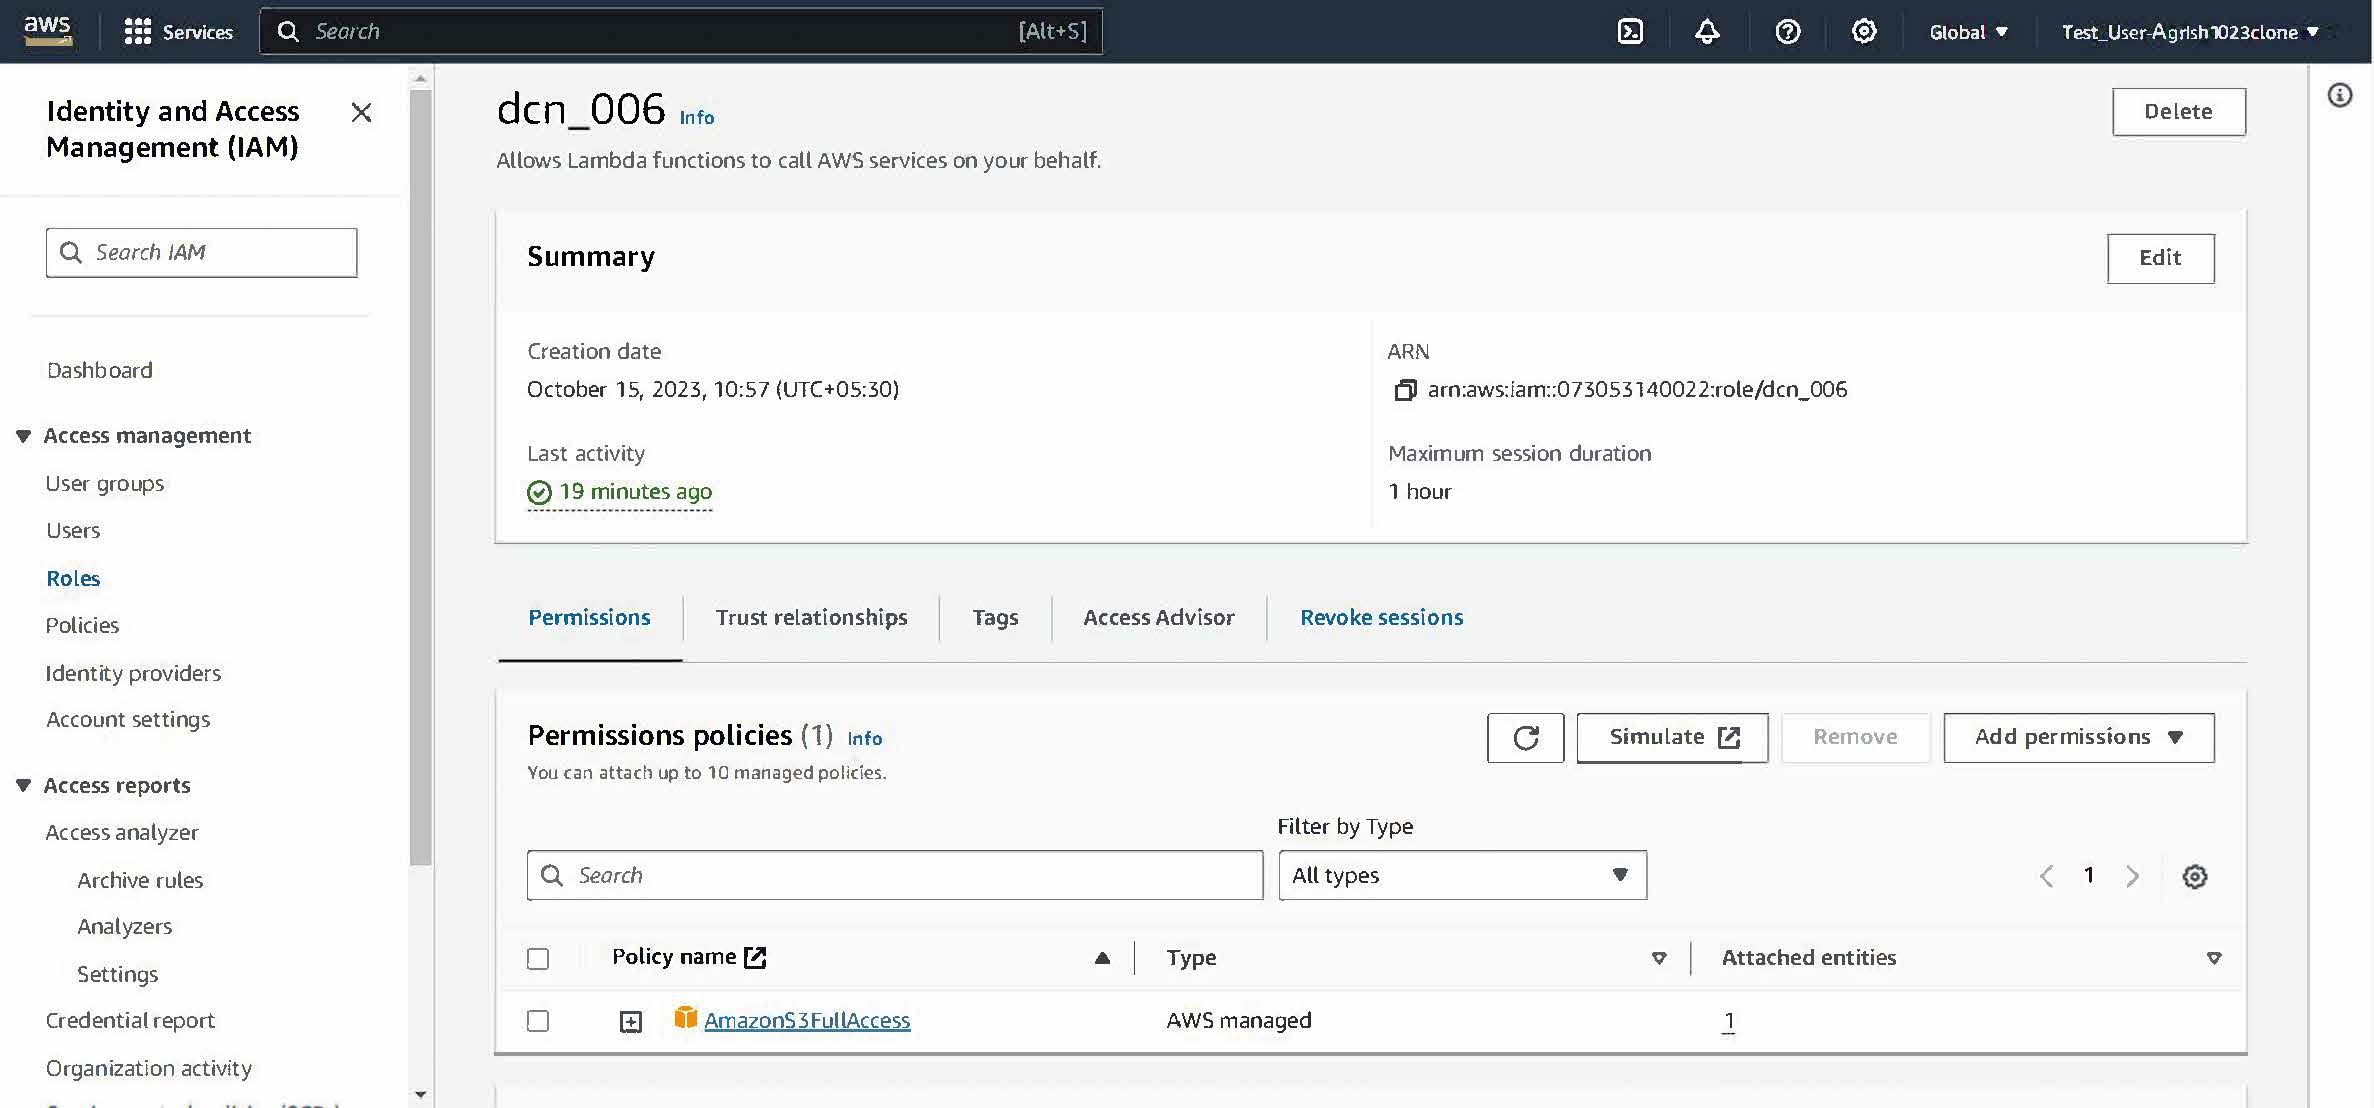 aws
Services
Search
[Alt+S]
Global
Test_User-Agrish1023clone
Identity and Access
Management (IAM)
Search IAM
Dashboard
Access management
User groups
Users
Roles
Policies
Identity providers
Account settings
Access reports
Access analyzer
Archive rules
Analyzers
Settings
Credential report
Organization activity
dcn_006 Info
Delete
Allows Lambda functions to call AWS services on your behalf.
Summary
Edit
Creation date
October 15, 2023, 10:57 (UTC+05:30)
ARN
arn:aws:iam::073053140022:role/dcn_006
Last activity
19 minutes ago
Maximum session duration
1 hour
Permissions
Trust relationships
Tags
Access Advisor
Revoke sessions
Permissions policies (1) Info
You can attach up to 10 managed policies.
Simulate
Remove
Add permissions
Filter by Type
Search
All types
1
Policy name
Type
Attached entities
AmazonS3FullAccess
AWS managed
1